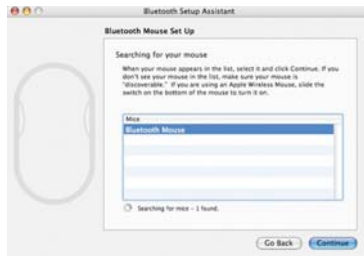 Bluetooth Setup Assistant
Bluetooth Mouse Set Up
Searching for your mouse
When your mouse appears in the list, select it and click Continue. If you
don't see your mouse in the list, make sure your mouse is
"discoverable." If you are using an Apple Wireless Mouse, slide the
switch on the bottom of the mouse to turn it on.
Mice
Bluetooth Mouse
Searching for mice - 1 found.
Go Back
Continue